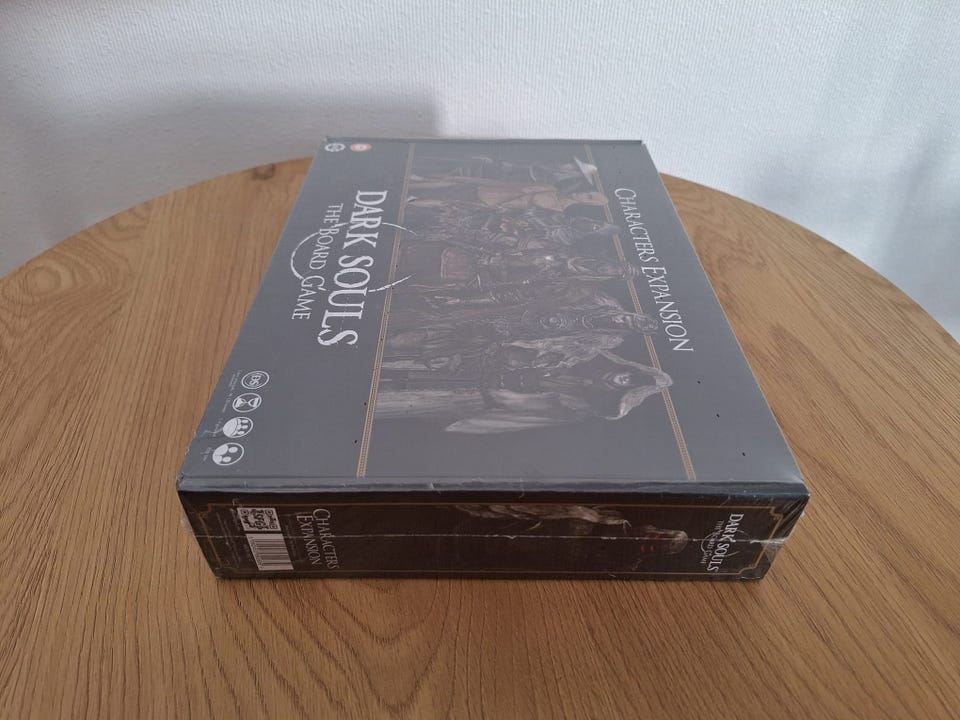 CHARACTERS EXPANSION
DARK SOULS
THE BOARD GAME
CHARACTERS
EXPANSION
DARK SOULS
THE BOARD GAME